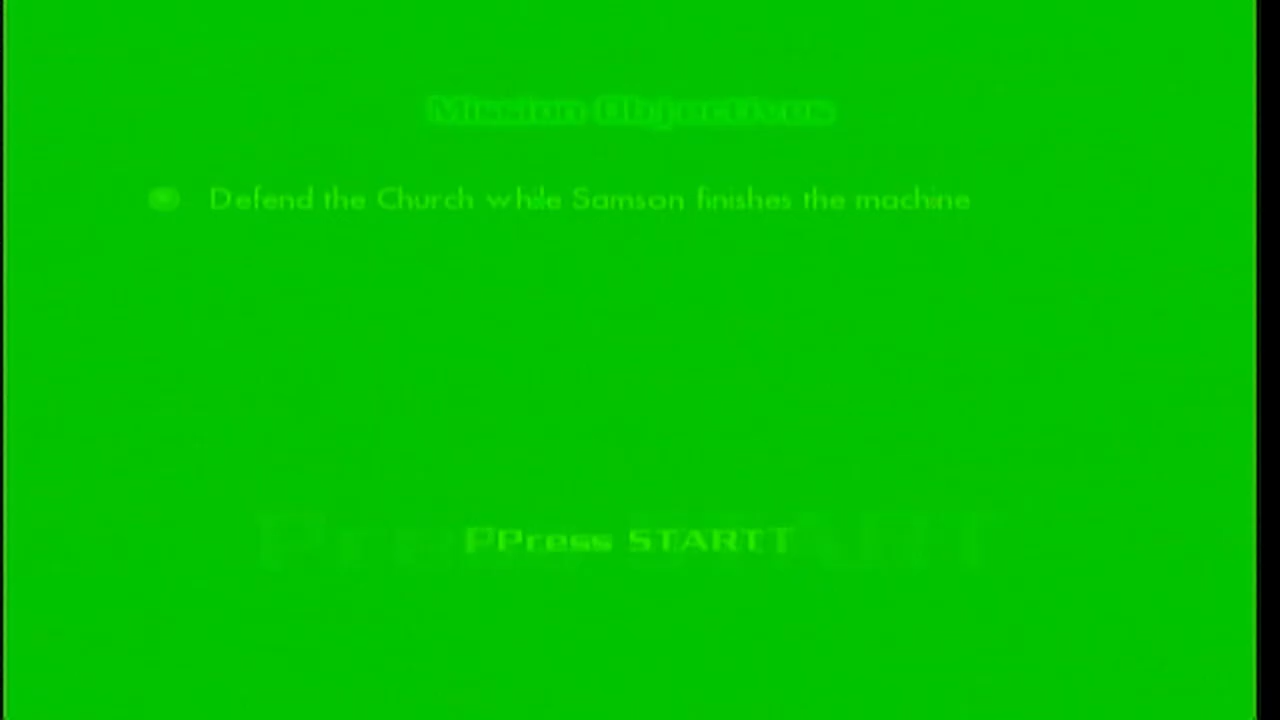 Mission Objectives
Defend the Church while Samson finishes the machine
Press START